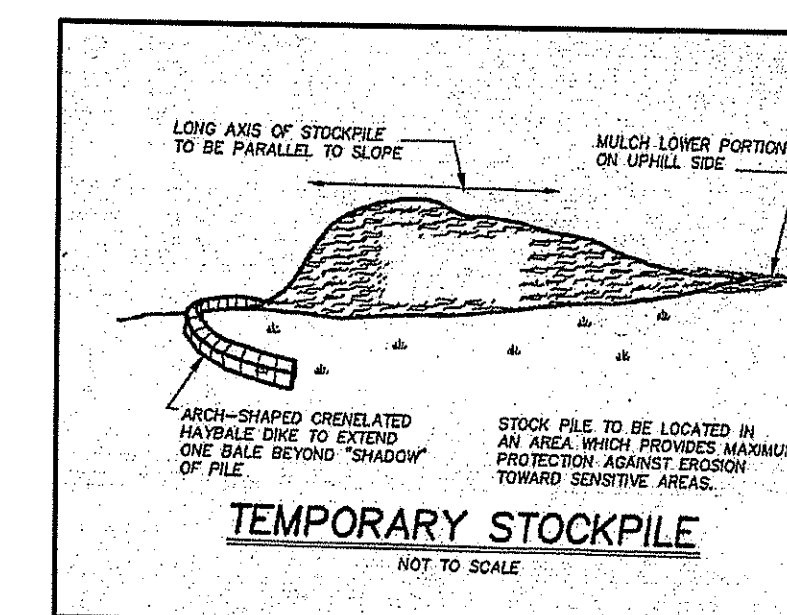 LONG AXIS OF STOCKPILE
TO BE PARALLEL TO SLOPE
MULCH LOWER PORTION
ON UPHILL SIDE
ARCH-SHAPED CRENELATED
HAYBALE DIKE TO EXTEND
ONE BALE BEYOND "SHADOW"
OF PILE
STOCK PILE TO BE LOCATED IN
AN AREA WHICH PROVIDES MAXIMU
PROTECTION AGAINST EROSION
TOWARD SENSITIVE AREAS.
TEMPORARY STOCKPILE
NOT TO SCALE